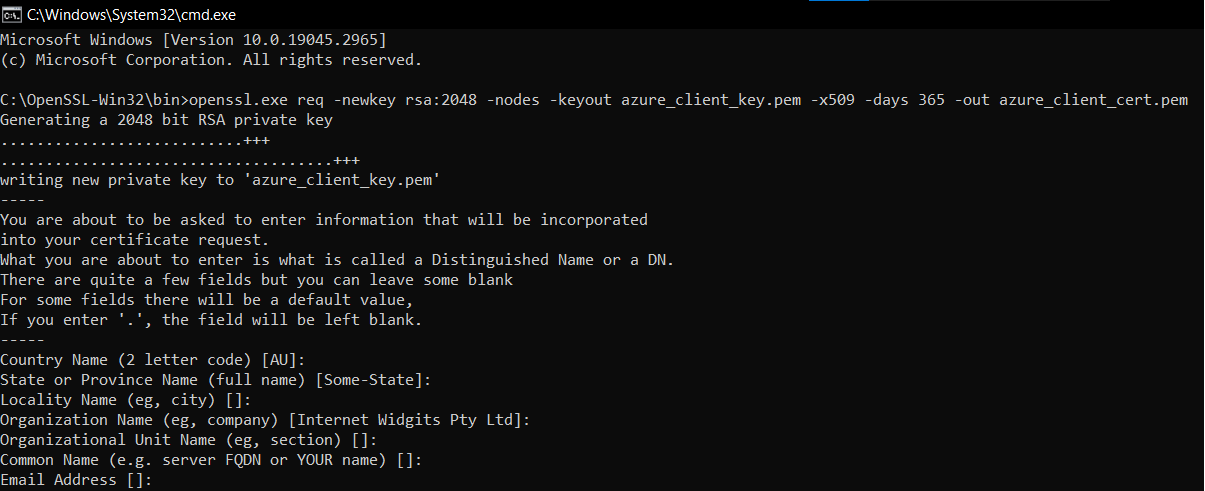 C:\Windows\System32\cmd.exe
Microsoft Windows [Version 10.0.19045.2965]
(c) Microsoft Corporation. All rights reserved.
C:\OpenSSL-Win32\bin>openssl.exe req -newkey rsa:2048 -nodes -keyout azure_client_key.pem -x509 -days 365 -out azure_client_cert.pem
Generating a 2048 bit RSA private key
...........................+++
.....................................+++
writing new private key to 'azure_client_key.pem'
-----
You are about to be asked to enter information that will be incorporated
into your certificate request.
What you are about to enter is what is called a Distinguished Name or a DN.
There are quite a few fields but you can leave some blank
For some fields there will be a default value,
If you enter '.', the field will be left blank.
-----
Country Name (2 letter code) [AU]:
State or Province Name (full name) [Some-State]:
Locality Name (eg, city) []:
Organization Name (eg, company) [Internet Widgits Pty Ltd]:
Organizational Unit Name (eg, section) []:
Common Name (e.g. server FQDN or YOUR name) []:
Email Address []: